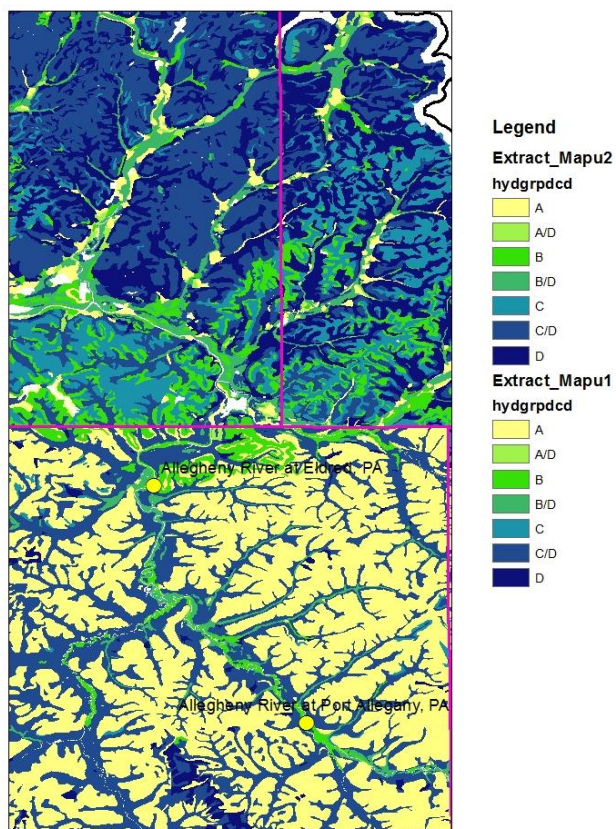 Legend
Extract_Mapu2
hydgrpdcd
A
A/D
B
B/D
C
C/D
D
Extract_Mapu1
hydgrpdcd
A
A/D
B
B/D
C
C/D
D
Allegheny River at Eldred, PA
Allegheny River at Port Allegany, PA